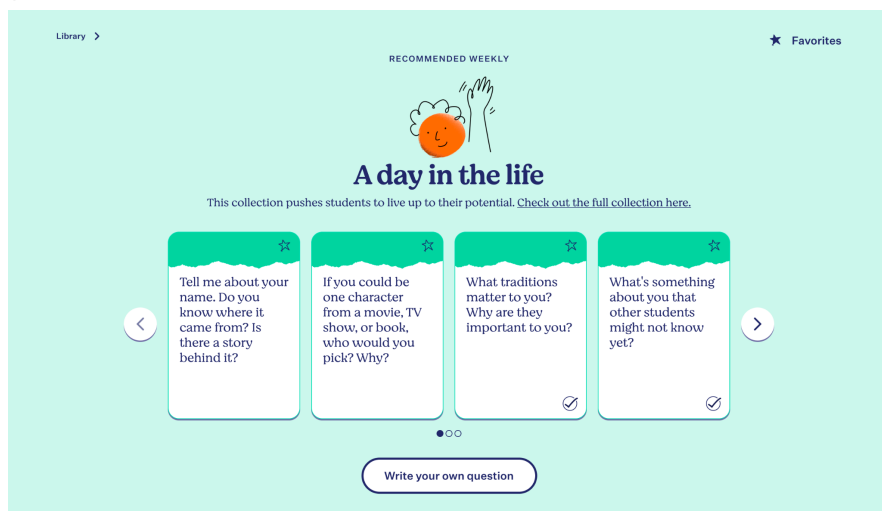 Library
Favorites
RECOMMENDED WEEKLY
A day in the life
This collection pushes students to live up to their potential. Check out the full collection here.
Tell me about your
name. Do you
know where it
came from? Is
there a story
behind it?
If you could be
one character
from a movie, TV
show, or book,
who would you
pick? Why?
What traditions
matter to you?
Why are they
important to you?
What's something
about you that
other students
might not know
yet?
Write your own question